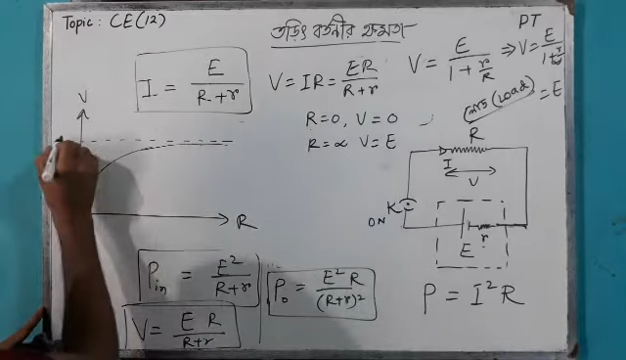 Topic: CE(12)
তড়িৎ বর্তনীর ক্ষমতা
PT
I = E / (R+r)
V = IR = ER / (R+r)
V = E / (1 + r/R) ⇒ V = E / (1 + r/∞)
= E
R=0, V=0
R=∞ V=E
(Load)
R
I
V
K
ON
E
r
V
R
P_in = E² / (R+r)
P_o = E²R / (R+r)²
P = I²R
V = E R / (R+r)